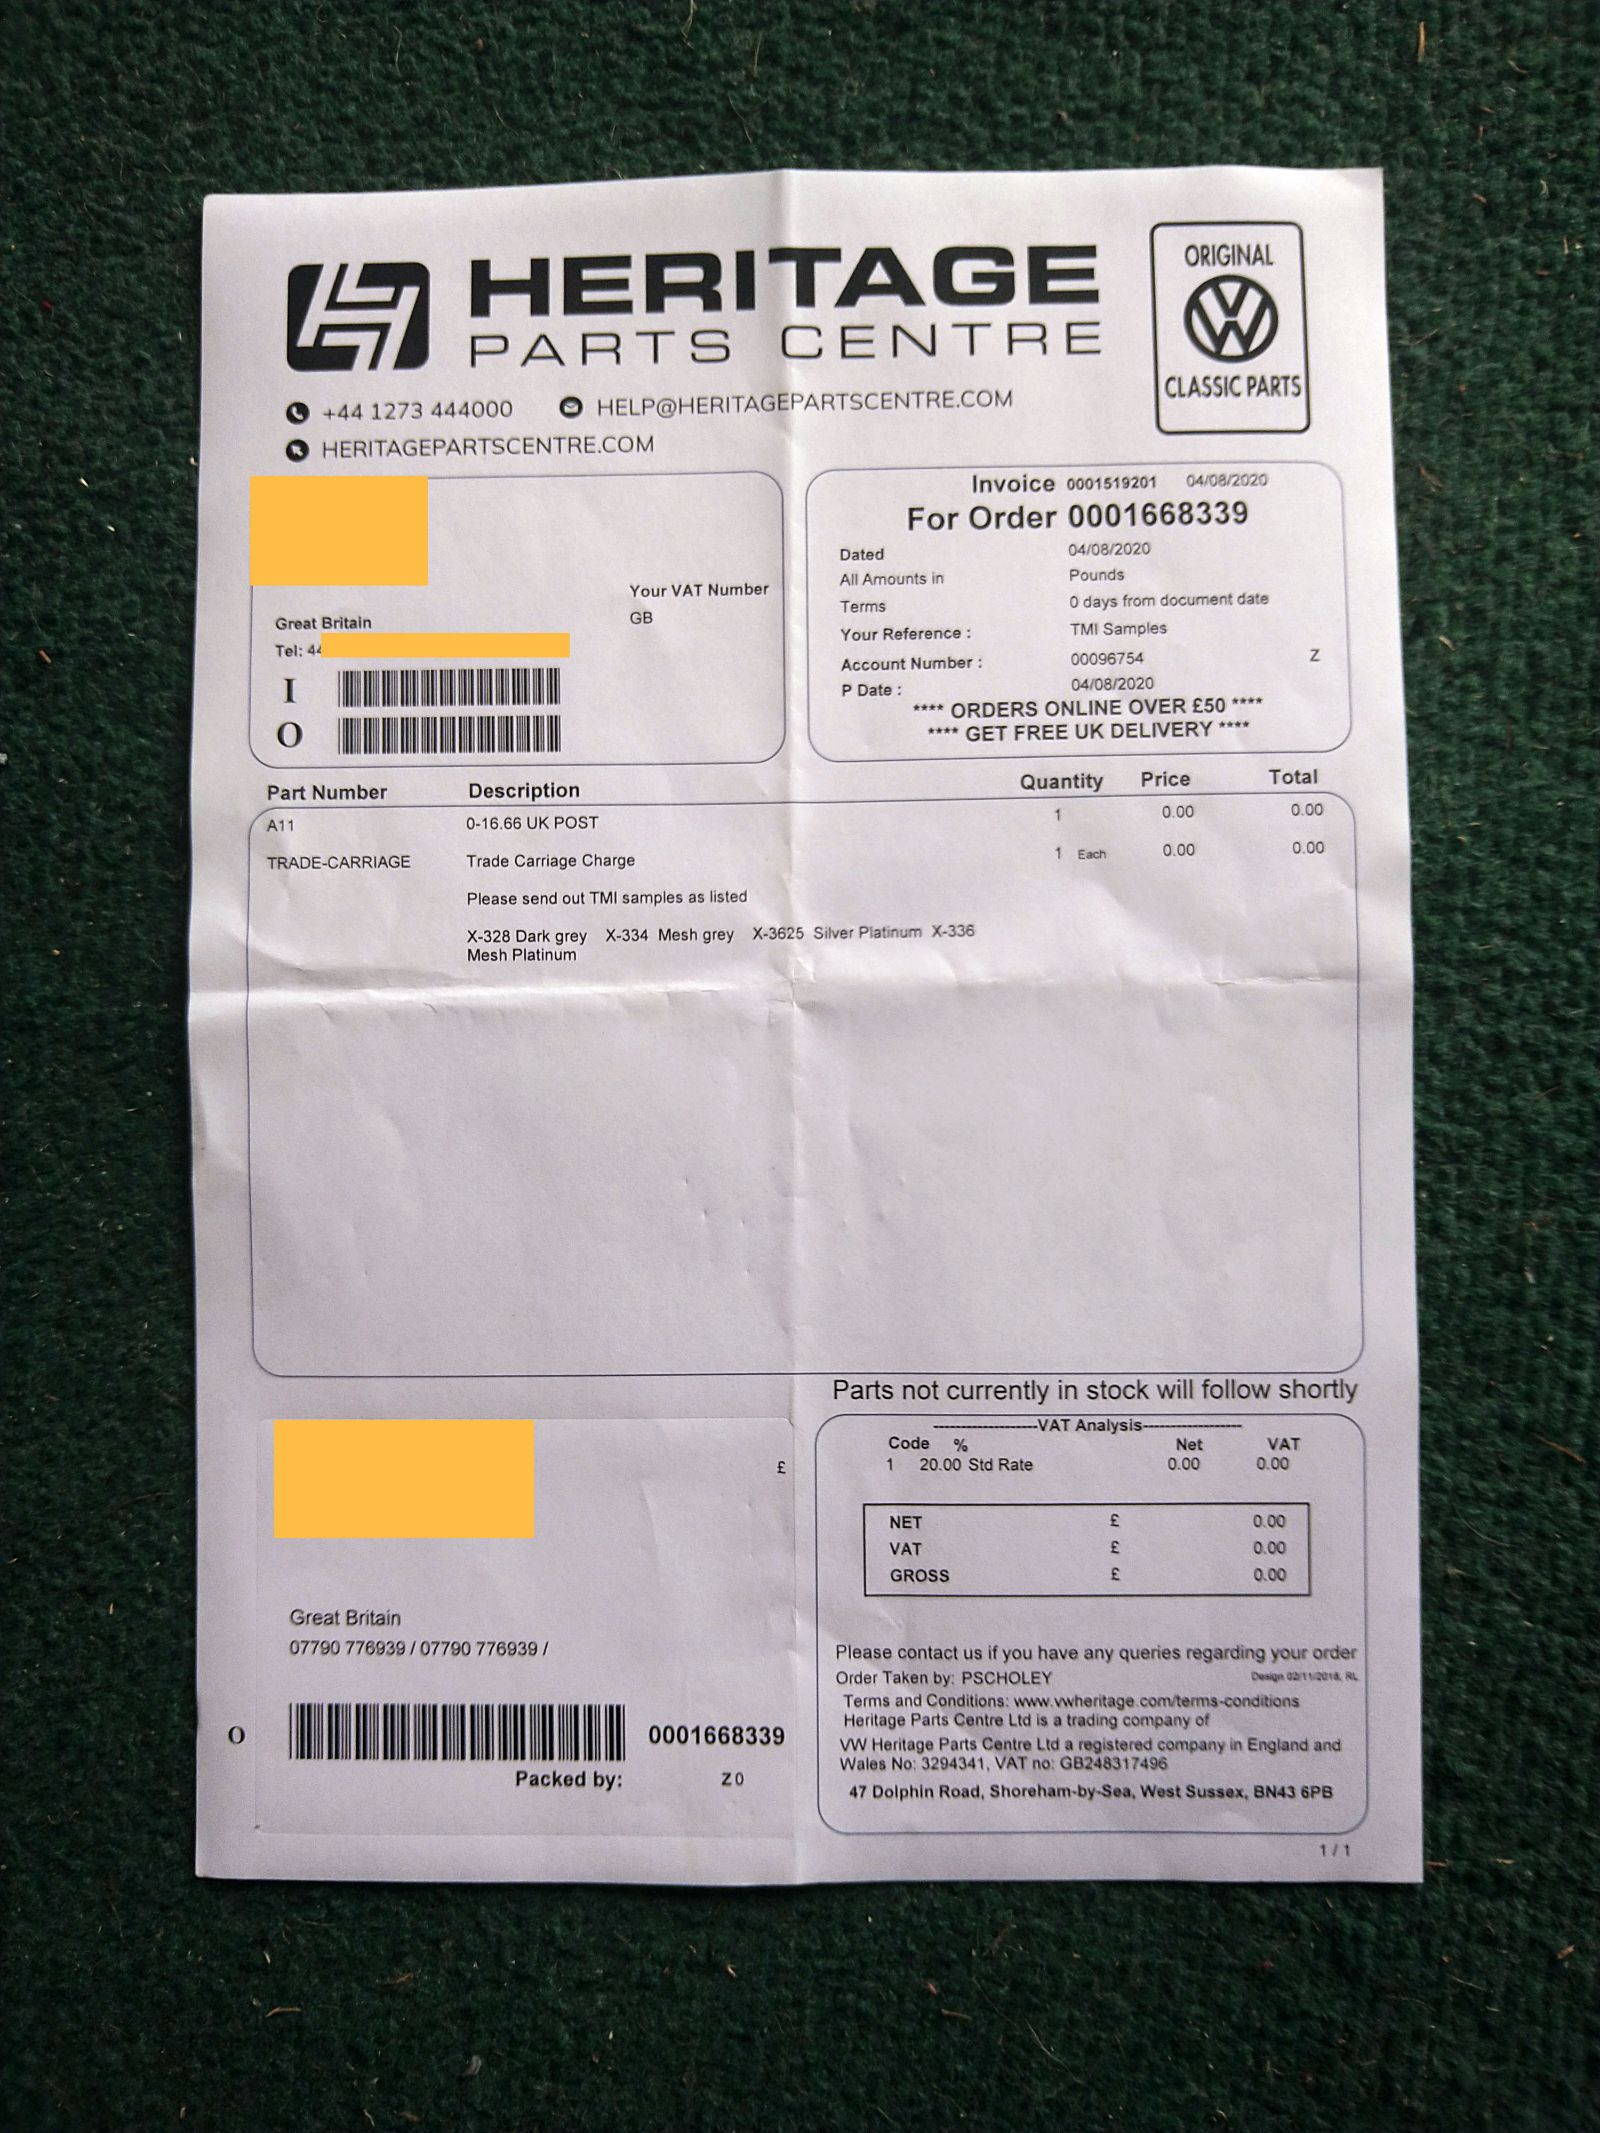 HERITAGE
PARTS CENTRE
ORIGINAL
CLASSIC PARTS
+44 1273 444000 HELP@HERITAGEPARTSCENTRE.COM
HERITAGEPARTSCENTRE.COM
Your VAT Number
GB
Great Britain
Tel: 44
I
O
Invoice 0001519201 04/08/2020
For Order 0001668339
Dated 04/08/2020
All Amounts in Pounds
Terms 0 days from document date
Your Reference : TMI Samples
Account Number : 00096754 Z
P Date : 04/08/2020
**** ORDERS ONLINE OVER £50 ****
**** GET FREE UK DELIVERY ****
Part Number Description Quantity Price Total
A11 0-16.66 UK POST 1 0.00 0.00
TRADE-CARRIAGE Trade Carriage Charge 1 Each 0.00 0.00
Please send out TMI samples as listed
X-328 Dark grey X-334 Mesh grey X-3625 Silver Platinum X-336
Mesh Platinum
Parts not currently in stock will follow shortly
£
Great Britain
07790 776939 / 07790 776939 /
O 0001668339
Packed by: Z0
------------------VAT Analysis------------------
Code % Net VAT
1 20.00 Std Rate 0.00 0.00
NET £ 0.00
VAT £ 0.00
GROSS £ 0.00
Please contact us if you have any queries regarding your order
Order Taken by: PSCHOLEY Design 02/11/2018, RL
Terms and Conditions: www.vwheritage.com/terms-conditions
Heritage Parts Centre Ltd is a trading company of
VW Heritage Parts Centre Ltd a registered company in England and
Wales No: 3294341, VAT no: GB248317496
47 Dolphin Road, Shoreham-by-Sea, West Sussex, BN43 6PB
1 / 1